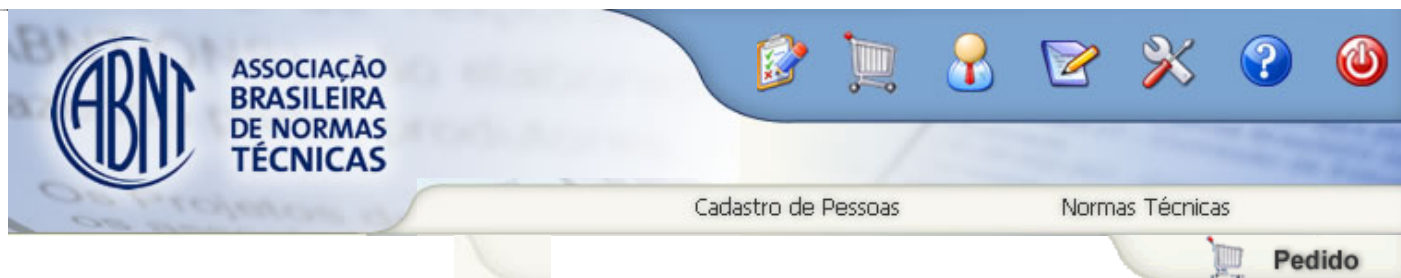 ABNT
ASSOCIAÇÃO
BRASILEIRA
DE NORMAS
TÉCNICAS
Cadastro de Pessoas
Normas Técnicas
Pedido